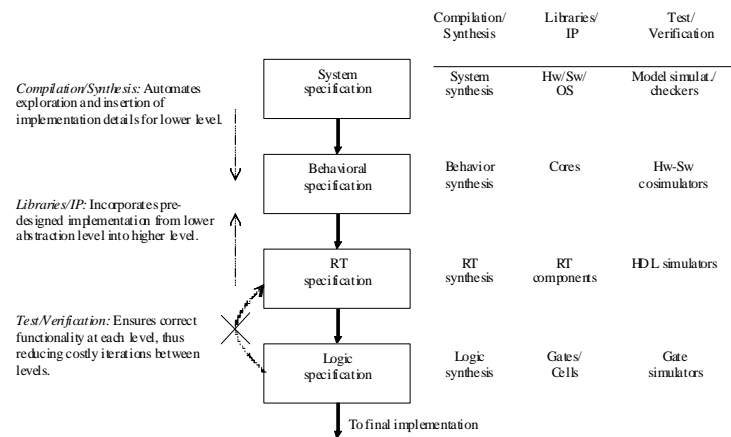 Compilation/
Synthesis
Libraries/
IP
Test/
Verification
Compilation/Synthesis: Automates
exploration and insertion of
implementation details for lower level.
System
specification
System
synthesis
Hw/Sw/
OS
Model simulat./
checkers
Behavioral
specification
Behavior
synthesis
Cores
Hw-Sw
cosimulators
Libraries/IP: Incorporates pre-
designed implementation from lower
abstraction level into higher level.
RT
specification
RT
synthesis
RT
components
HDL simulators
Test/Verification: Ensures correct
functionality at each level, thus
reducing costly iterations between
levels.
Logic
specification
Logic
synthesis
Gates/
Cells
Gate
simulators
To final implementation